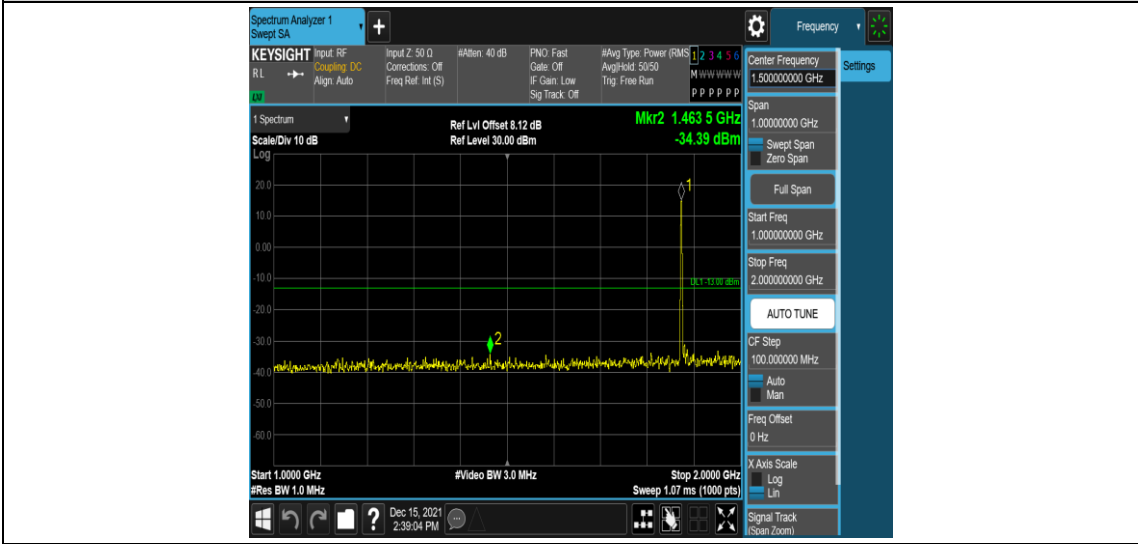 Spectrum Analyzer 1
Swept SA
+
Frequency
KEYSIGHT
RL
Input: RF
Coupling: DC
Align: Auto
Input Z: 50 Ω
Corrections: Off
Freq Ref: Int (S)
#Atten: 40 dB
PNO: Fast
Gate: Off
IF Gain: Low
Sig Track: Off
#Avg Type: Power (RMS
Avg|Hold: 50/50
Trig: Free Run
1 2 3 4 5 6
M W W W W W
P P P P P P
1 Spectrum
Scale/Div 10 dB
Log
Ref Lvl Offset 8.12 dB
Ref Level 30.00 dBm
Mkr2 1.463 5 GHz
-34.39 dBm
20.0
10.0
0.00
-10.0
-20.0
-30.0
-40.0
-50.0
-60.0
1
DL1 -13.00 dBm
2
Start 1.0000 GHz
#Res BW 1.0 MHz
#Video BW 3.0 MHz
Stop 2.0000 GHz
Sweep 1.07 ms (1000 pts)
?
Dec 15, 2021
2:39:04 PM
Center Frequency
1.500000000 GHz
Settings
Span
1.00000000 GHz
Swept Span
Zero Span
Full Span
Start Freq
1.000000000 GHz
Stop Freq
2.000000000 GHz
AUTO TUNE
CF Step
100.000000 MHz
Auto
Man
Freq Offset
0 Hz
X Axis Scale
Log
Lin
Signal Track
(Span Zoom)